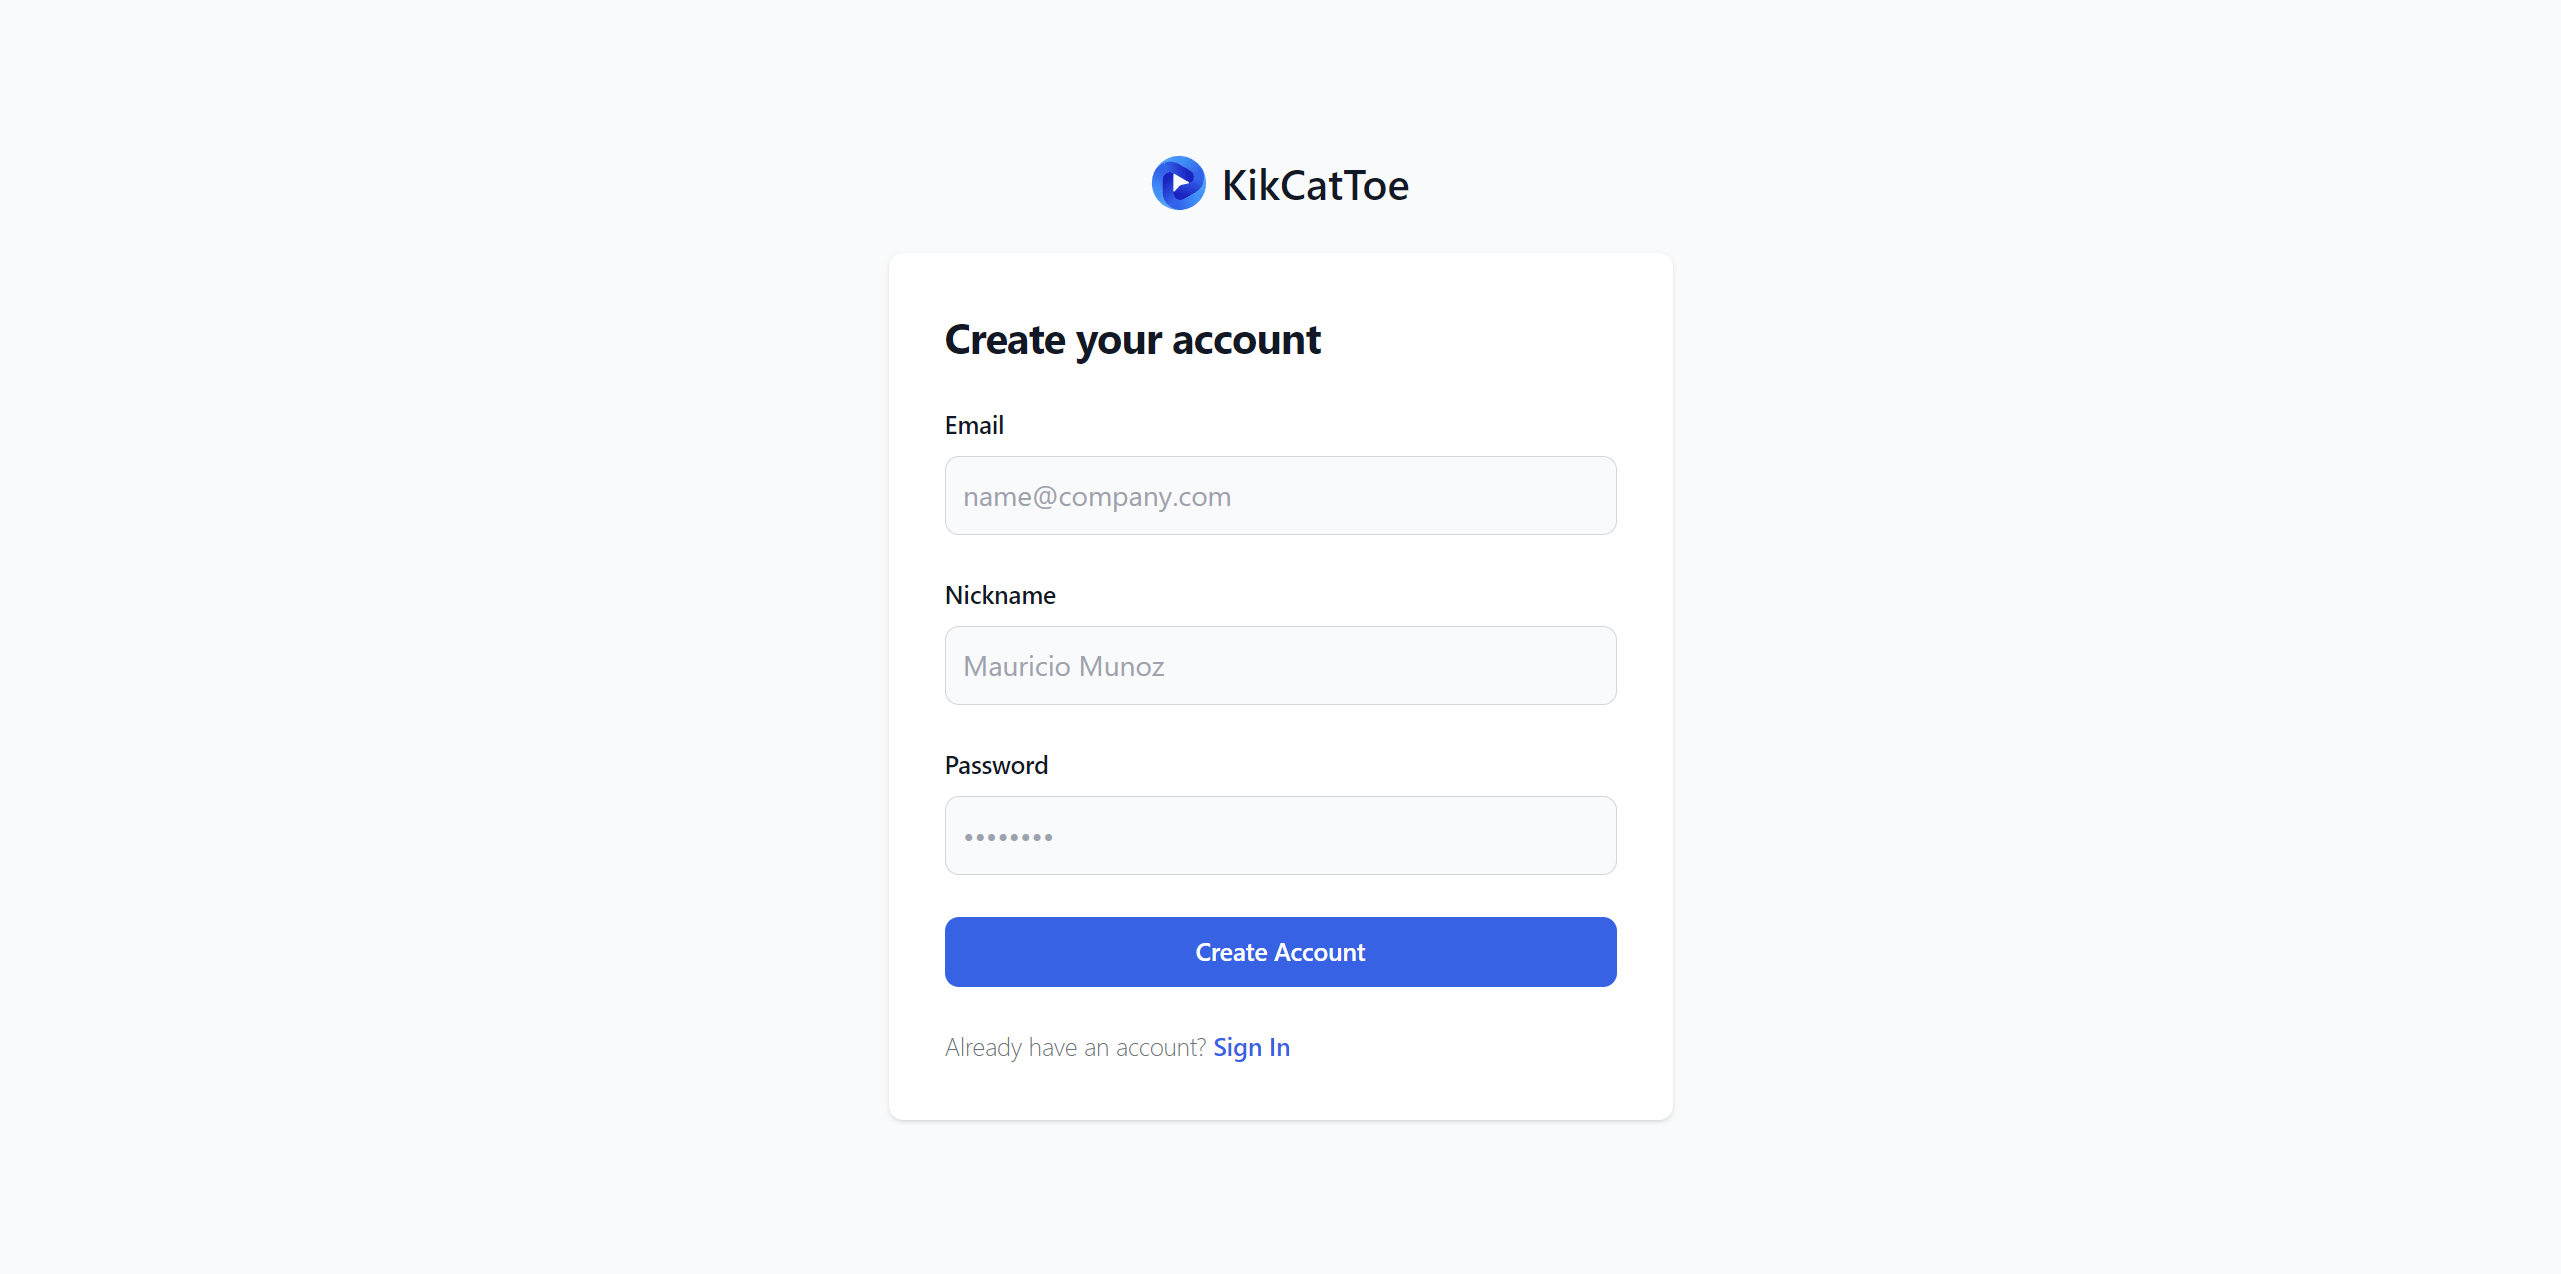 KikCatToe
Create your account
Email
name@company.com
Nickname
Mauricio Munoz
Password
••••••••
Create Account
Already have an account? Sign In